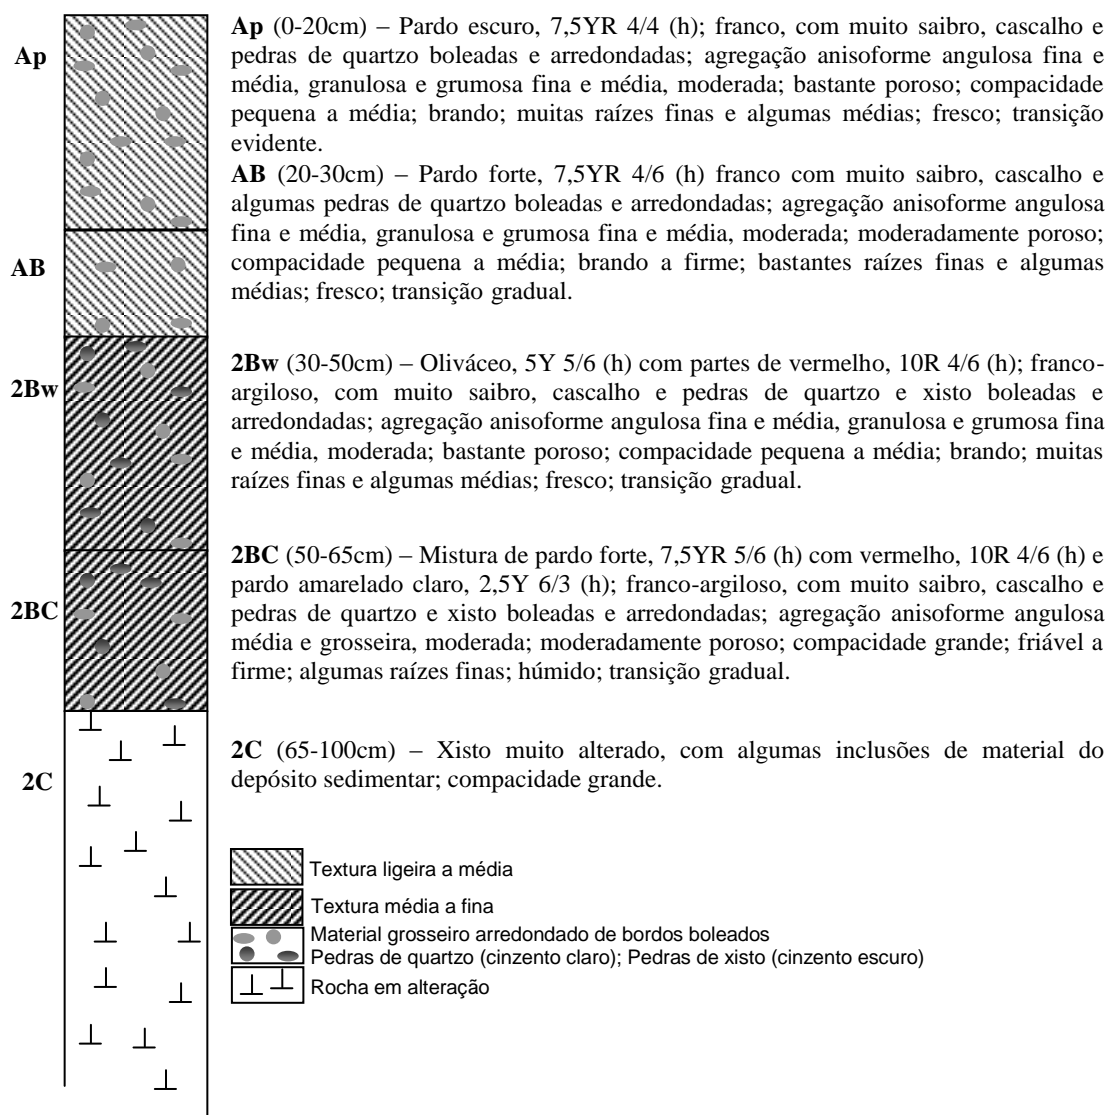 Ap (0-20cm) – Pardo escuro, 7,5YR 4/4 (h); franco, com muito saibro, cascalho e
Ap
pedras de quartzo boleadas e arredondadas; agregação anisoforme angulosa fina e
média, granulosa e grumosa fina e média, moderada; bastante poroso; compacidade
pequena a média; brando; muitas raízes finas e algumas médias; fresco; transição
evidente.
AB (20-30cm) – Pardo forte, 7,5YR 4/6 (h) franco com muito saibro, cascalho e
algumas pedras de quartzo boleadas e arredondadas; agregação anisoforme angulosa
fina e média, granulosa e grumosa fina e média, moderada; moderadamente poroso;
AB
compacidade pequena a média; brando a firme; bastantes raízes finas e algumas
médias; fresco; transição gradual.
2Bw (30-50cm) – Oliváceo, 5Y 5/6 (h) com partes de vermelho, 10R 4/6 (h); franco-
2Bw
argiloso, com muito saibro, cascalho e pedras de quartzo e xisto boleadas e
arredondadas; agregação anisoforme angulosa fina e média, granulosa e grumosa fina
e média, moderada; bastante poroso; compacidade pequena a média; brando; muitas
raízes finas e algumas médias; fresco; transição gradual.
2BC (50-65cm) – Mistura de pardo forte, 7,5YR 5/6 (h) com vermelho, 10R 4/6 (h) e
pardo amarelado claro, 2,5Y 6/3 (h); franco-argiloso, com muito saibro, cascalho e
2BC
pedras de quartzo e xisto boleadas e arredondadas; agregação anisoforme angulosa
média e grosseira, moderada; moderadamente poroso; compacidade grande; friável a
firme; algumas raízes finas; húmido; transição gradual.
2C (65-100cm) – Xisto muito alterado, com algumas inclusões de material do
2C
depósito sedimentar; compacidade grande.
Textura ligeira a média
Textura média a fina
Material grosseiro arredondado de bordos boleados
Pedras de quartzo (cinzento claro); Pedras de xisto (cinzento escuro)
Rocha em alteração